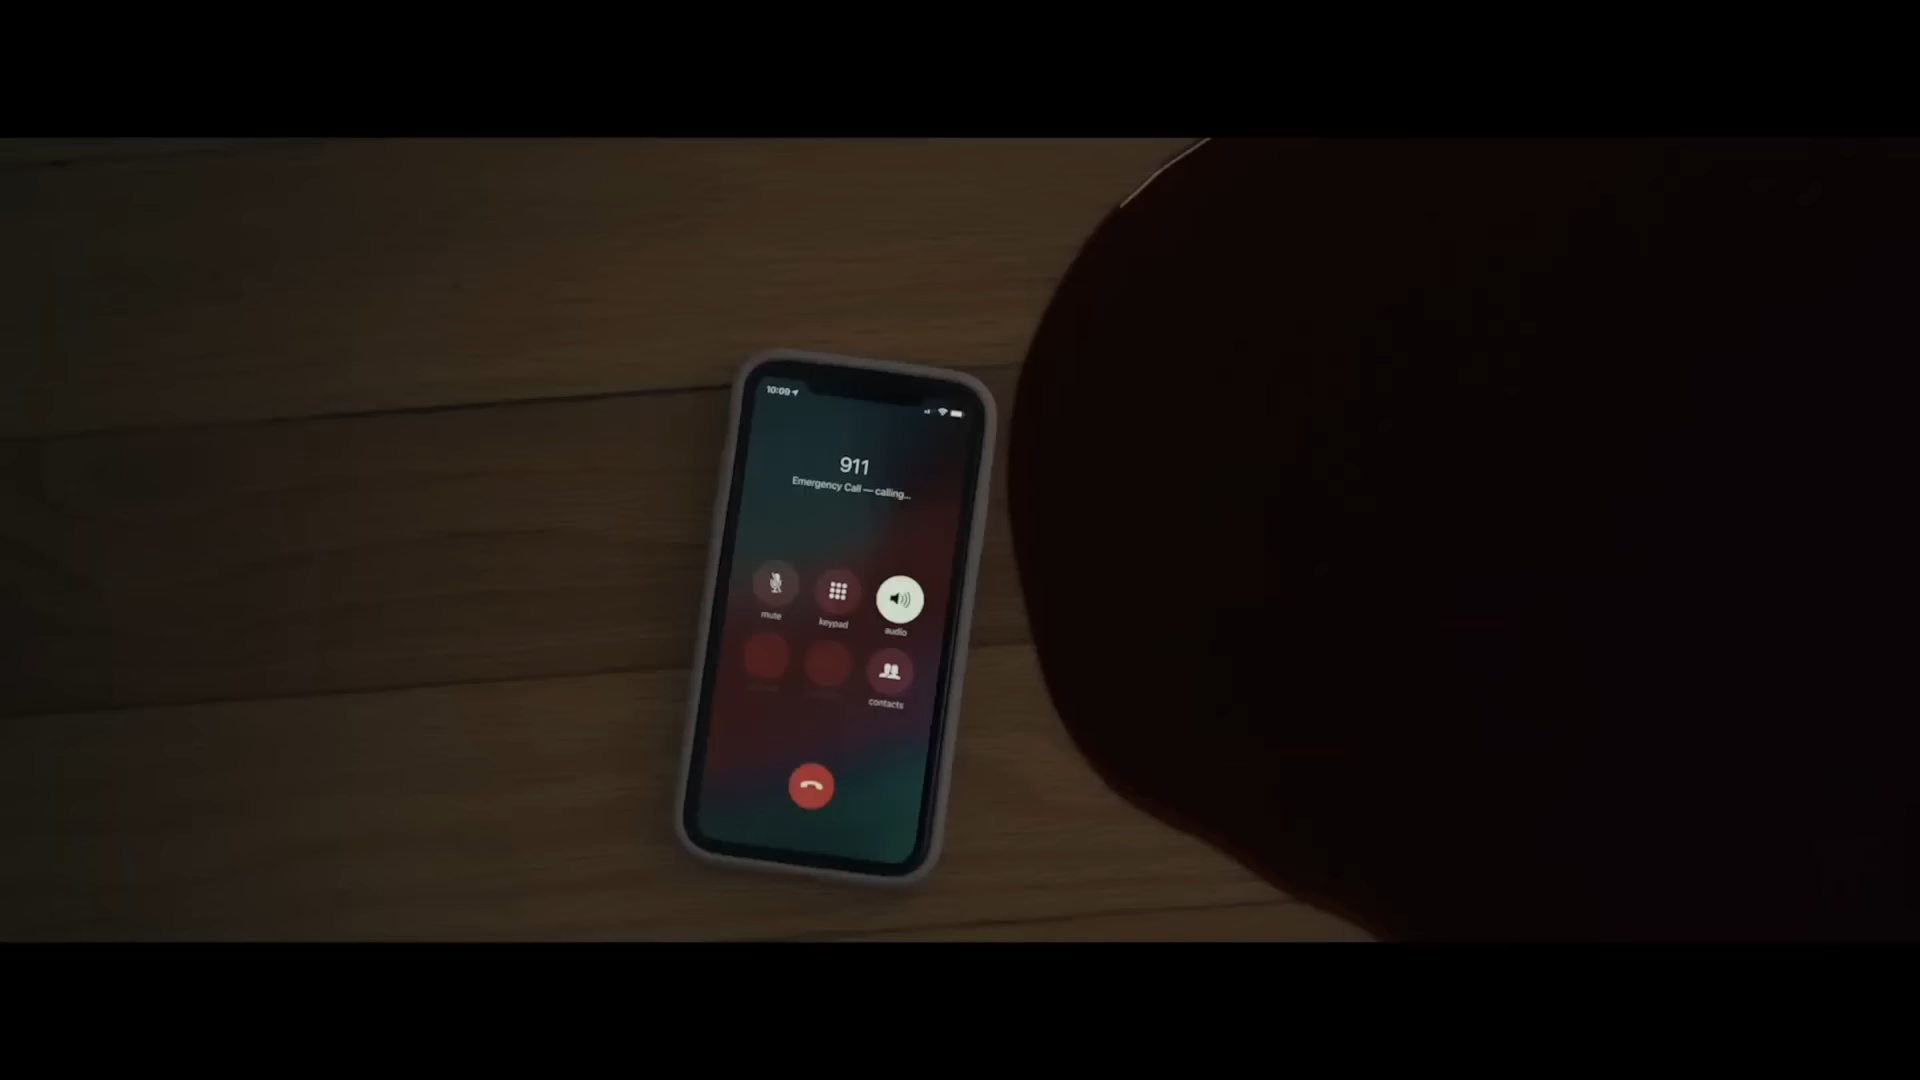 10:09
911
Emergency Call — calling...
mute
keypad
audio
contacts